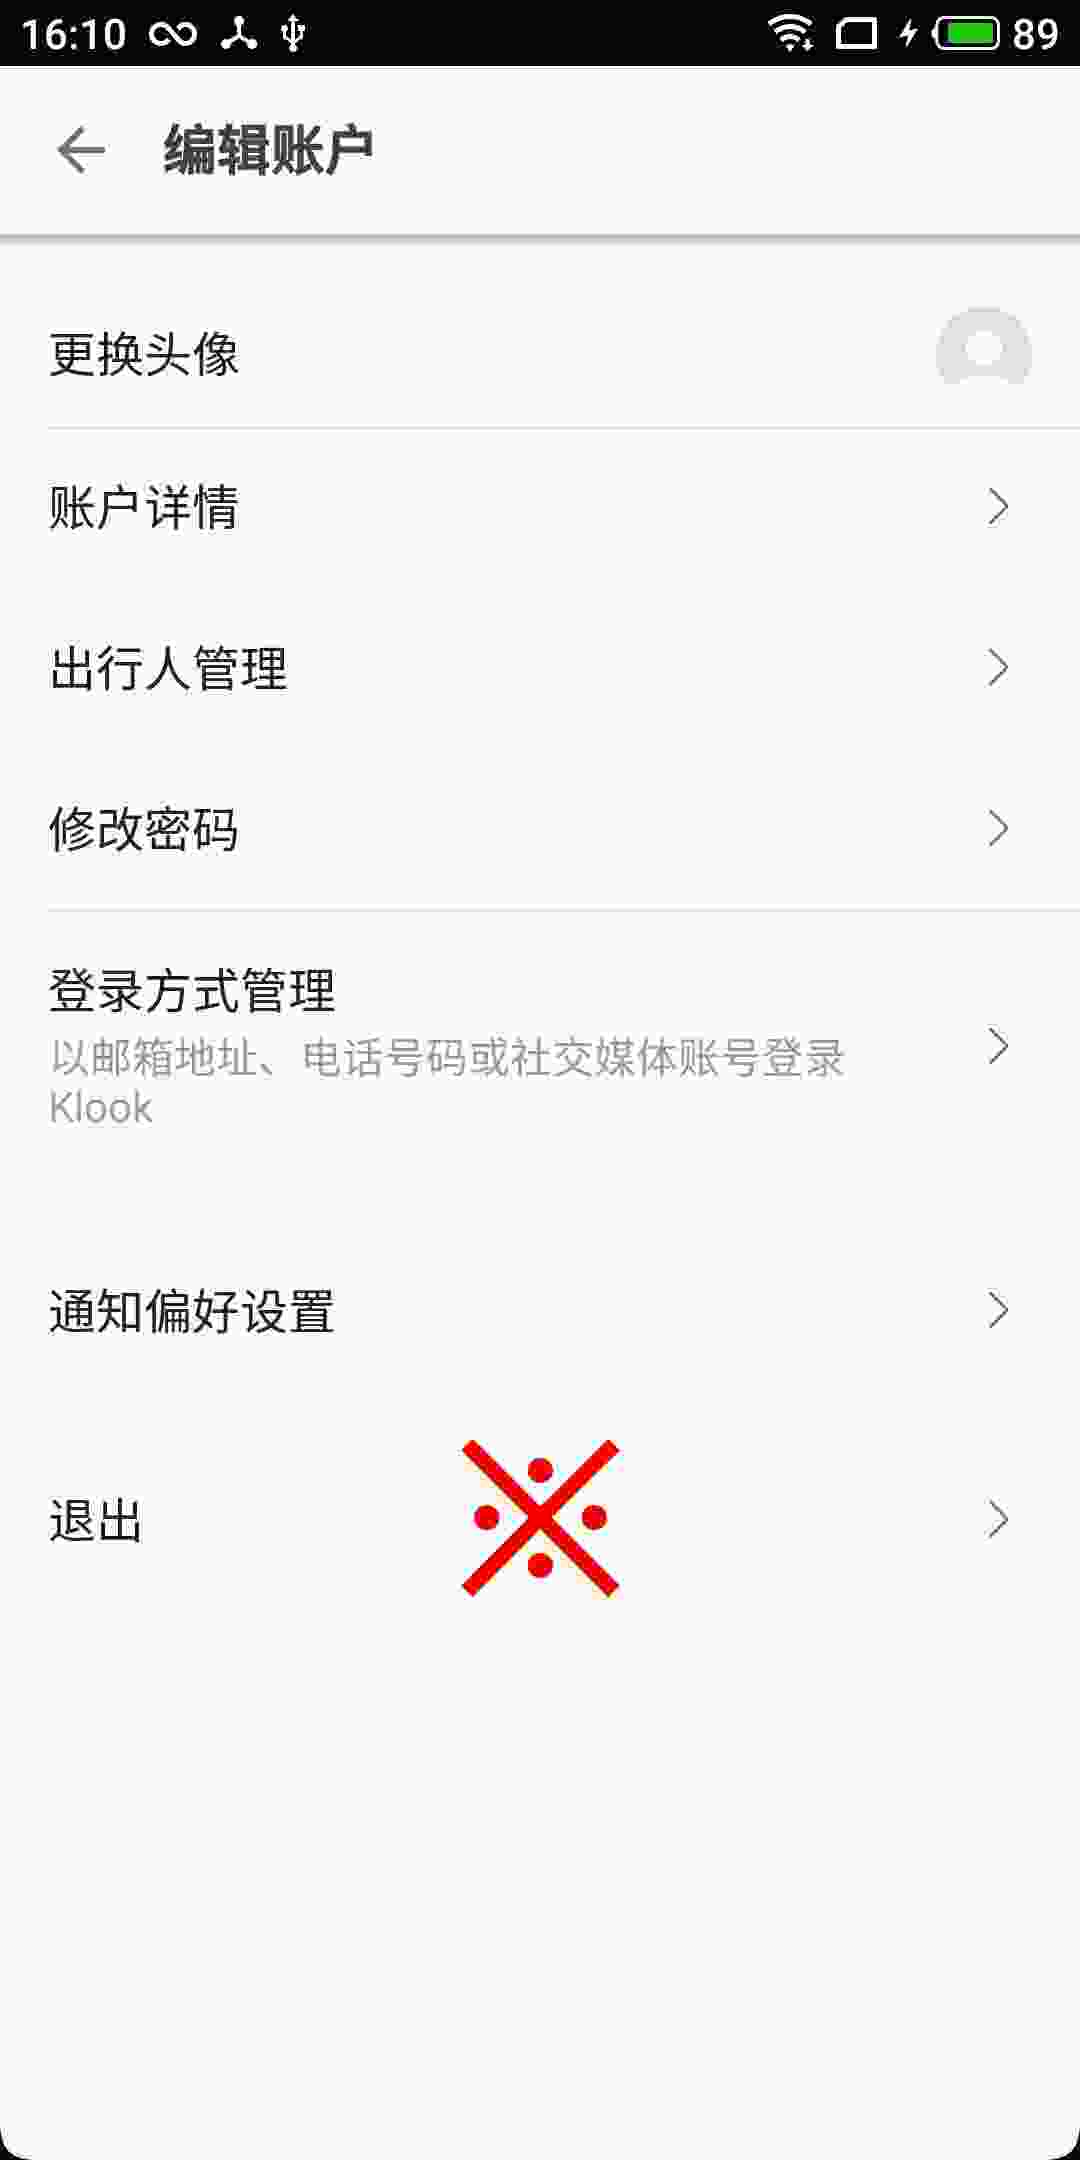 16:10 89
编辑账户
更换头像
账户详情
出行人管理
修改密码
登录方式管理
以邮箱地址、电话号码或社交媒体账号登录
Klook
通知偏好设置
退出 ※